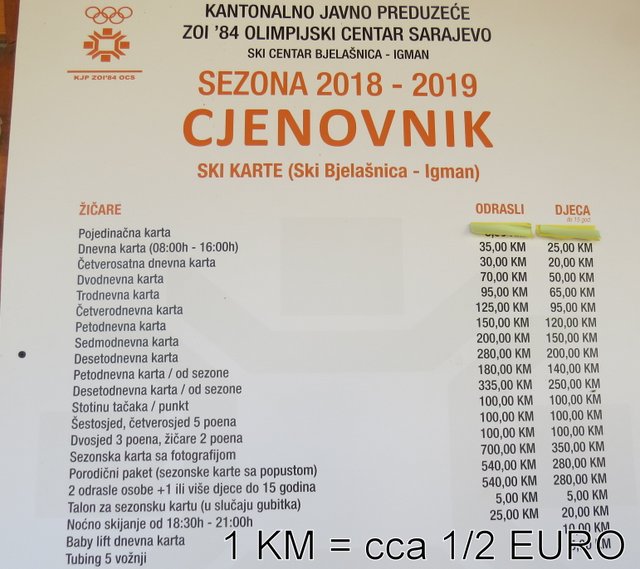 KANTONALNO JAVNO PREDUZEĆE
ZOI '84 OLIMPIJSKI CENTAR SARAJEVO
SKI CENTAR BJELAŠNICA - IGMAN
KJP ZOI'84 OCS
SEZONA 2018 - 2019
CJENOVNIK
SKI KARTE (Ski Bjelašnica - Igman)
ŽIČARE ODRASLI DJECA
do 15 god
Pojedinačna karta
Dnevna karta (08:00h - 16:00h) 35,00 KM 25,00 KM
Četverosatna dnevna karta 30,00 KM 20,00 KM
Dvodnevna karta 70,00 KM 50,00 KM
Trodnevna karta 95,00 KM 65,00 KM
Četverodnevna karta 125,00 KM 95,00 KM
Petodnevna karta 150,00 KM 120,00 KM
Sedmodnevna karta 200,00 KM 150,00 KM
Desetodnevna karta 280,00 KM 200,00 KM
Petodnevna karta / od sezone 180,00 KM 140,00 KM
Desetodnevna karta / od sezone 335,00 KM 250,00 KM
Stotinu tačaka / punkt 100,00 KM 100,00 KM
Šestosjed, četverosjed 5 poena 100,00 KM 100,00 KM
Dvosjed 3 poena, žičare 2 poena 100,00 KM 100,00 KM
Sezonska karta sa fotografijom 700,00 KM 350,00 KM
Porodični paket (sezonske karte sa popustom) 540,00 KM 280,00 KM
2 odrasle osobe +1 ili više djece do 15 godina 540,00 KM 280,00 KM
Talon za sezonsku kartu (u slučaju gubitka) 5,00 KM 5,00 KM
Noćno skijanje od 18:30h - 21:00h 25,00 KM 20,00 KM
Baby lift dnevna karta 10,00 KM
Tubing 5 vožnji KM
1 KM = cca 1/2 EURO